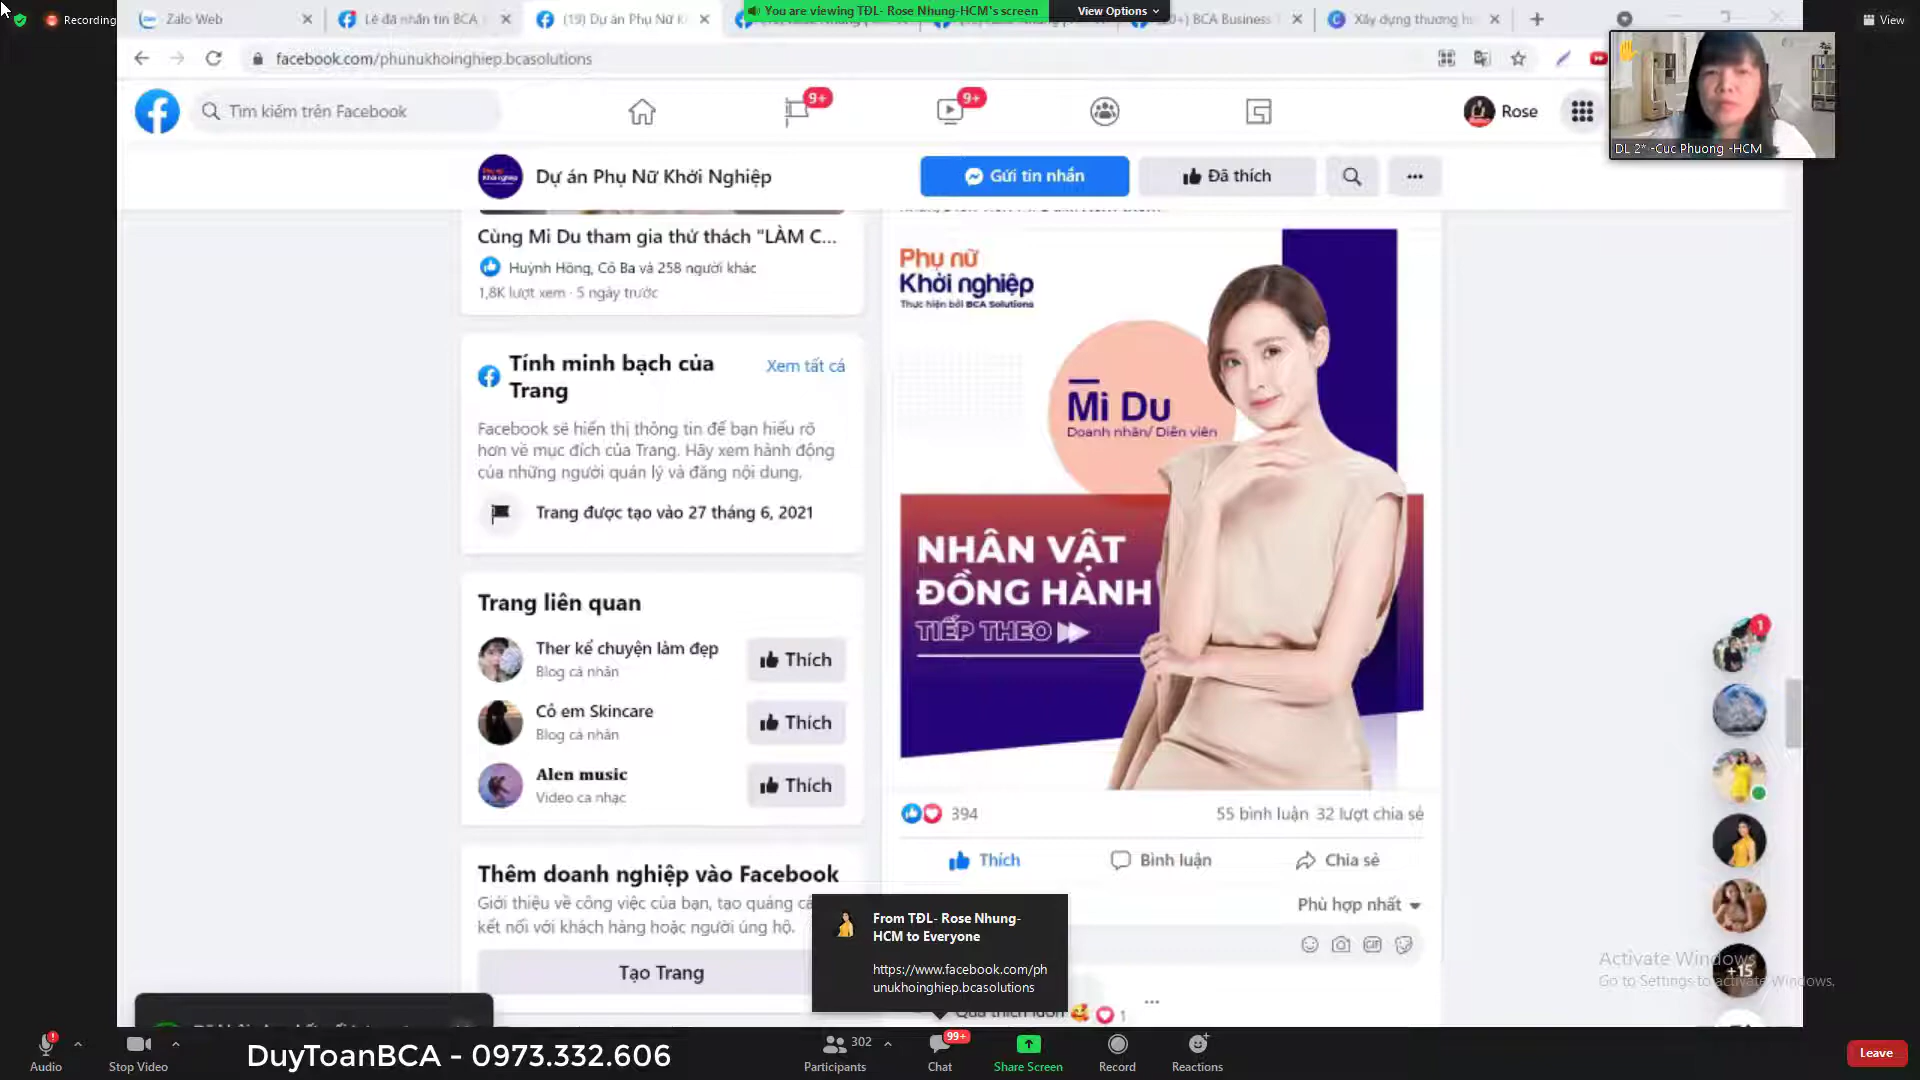 Recording
Zalo Web
Lê đã nhắn tin BCA
(19) Dự án Phụ Nữ K
You are viewing TĐL- Rose Nhung-HCM's screen
View Options
BCA Business
Xây dựng thương h
View
facebook.com/phunukhoinghiep.bcasolutions
Tìm kiếm trên Facebook
9+
9+
Rose
DL 2* -Cuc Phuong -HCM
Dự án Phụ Nữ Khởi Nghiệp
Gửi tin nhắn
Đã thích
Cùng Mi Du tham gia thử thách "LÀM C...
Huỳnh Hồng, Cô Ba và 258 người khác
1,8K lượt xem · 5 ngày trước
Tính minh bạch của
Trang
Xem tất cả
Facebook sẽ hiển thị thông tin để bạn hiểu rõ
hơn về mục đích của Trang. Hãy xem hành động
của những người quản lý và đăng nội dung.
Trang được tạo vào 27 tháng 6, 2021
Trang liên quan
Ther kể chuyện làm đẹp
Blog cá nhân
Thích
Cô em Skincare
Blog cá nhân
Thích
Alen music
Video ca nhạc
Thích
Thêm doanh nghiệp vào Facebook
Giới thiệu về công việc của bạn, tạo quảng cá
kết nối với khách hàng hoặc người ủng hộ.
Tạo Trang
Phụ nữ
Khởi nghiệp
Thực hiện bởi BCA Solutions
Mi Du
Doanh nhân/ Diễn viên
NHÂN VẬT
ĐỒNG HÀNH
TIẾP THEO
394
55 bình luận 32 lượt chia sẻ
Thích
Bình luận
Chia sẻ
Phù hợp nhất
GIF
From TĐL- Rose Nhung-
HCM to Everyone
https://www.facebook.com/ph
unukhoinghiep.bcasolutions
1
1
+15
Activate Windows
Go to Settings to activate Windows.
Audio
Stop Video
DuyToanBCA - 0973.332.606
302
Participants
99+
Chat
Share Screen
Record
Reactions
Leave